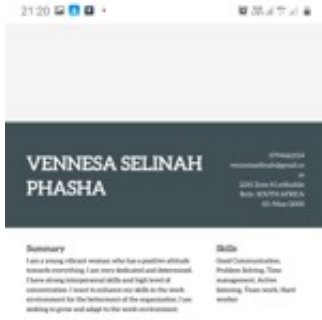 21:20
VENNESA SELINAH
PHASHA
Summary
I am a young vibrant woman who has a positive attitude
towards everything. I am very dedicated and determined.
I have strong interpersonal skills and high level of
concentration. I want to enhance my skills in the work
environment for the betterment of the organization. I am
seeking to grow and adapt to the work environment.
Skills
Good Communication,
Problem Solving, Time
management, Active
listening, Team work, Hard
worker